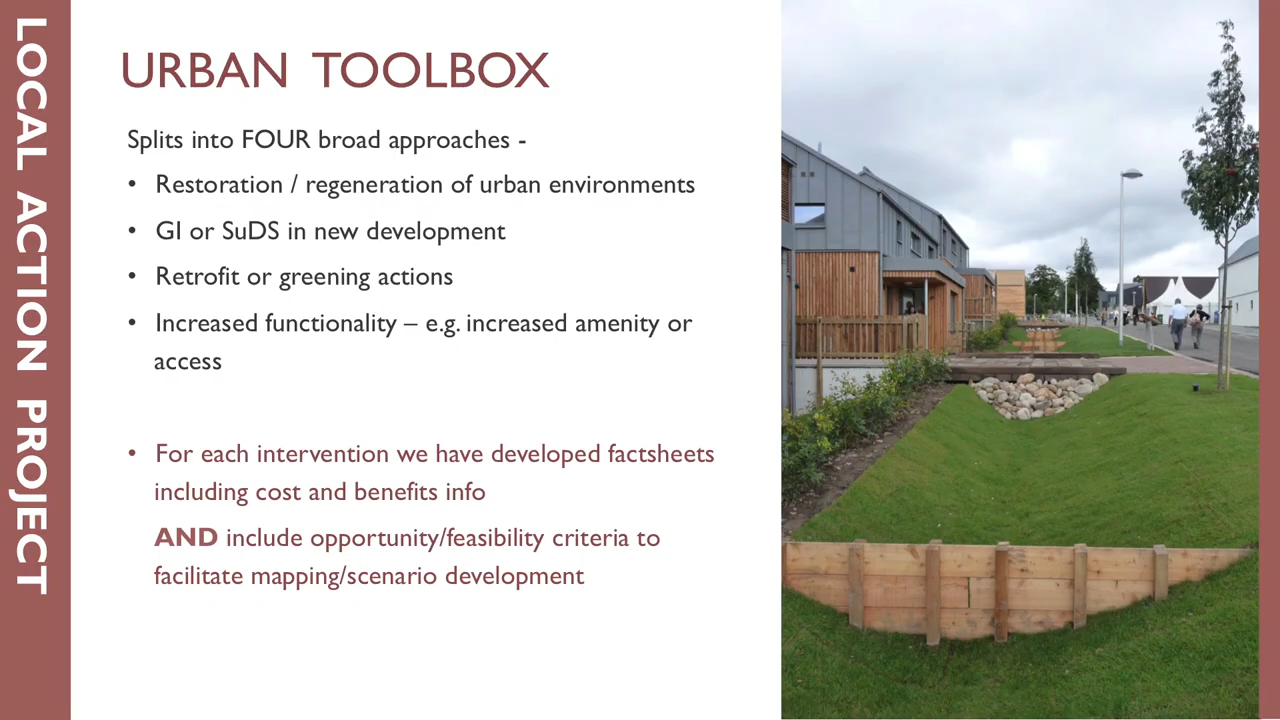 LOCAL ACTION PROJECT
URBAN TOOLBOX
Splits into FOUR broad approaches -
• Restoration / regeneration of urban environments
• GI or SuDS in new development
• Retrofit or greening actions
• Increased functionality – e.g. increased amenity or
access
• For each intervention we have developed factsheets
including cost and benefits info
AND include opportunity/feasibility criteria to
facilitate mapping/scenario development